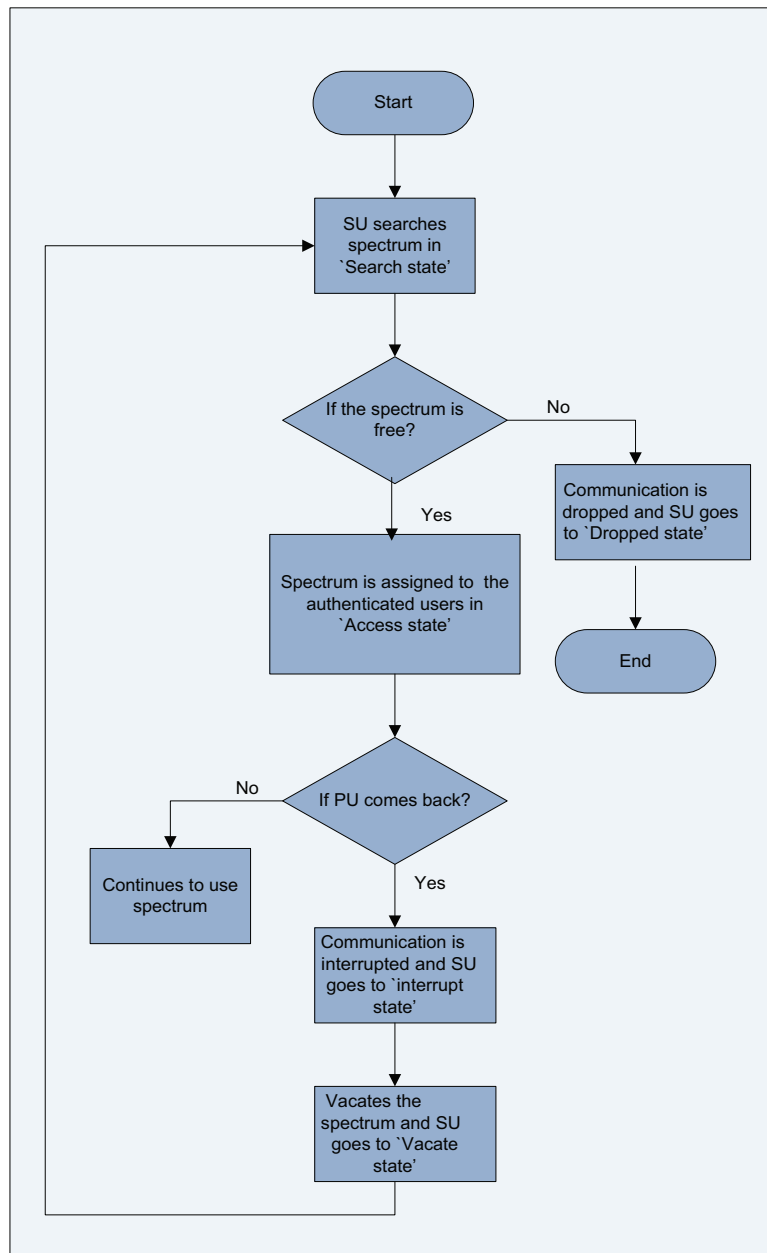 Start
SU searches
spectrum in
`Search state’
If the spectrum is
free?
No
Communication is
dropped and SU goes
to `Dropped state’
Yes
Spectrum is assigned to the
authenticated users in
`Access state’
End
If PU comes back?
No
Continues to use
spectrum
Yes
Communication is
interrupted and SU
goes to `interrupt
state’
Vacates the
spectrum and SU
goes to `Vacate
state’